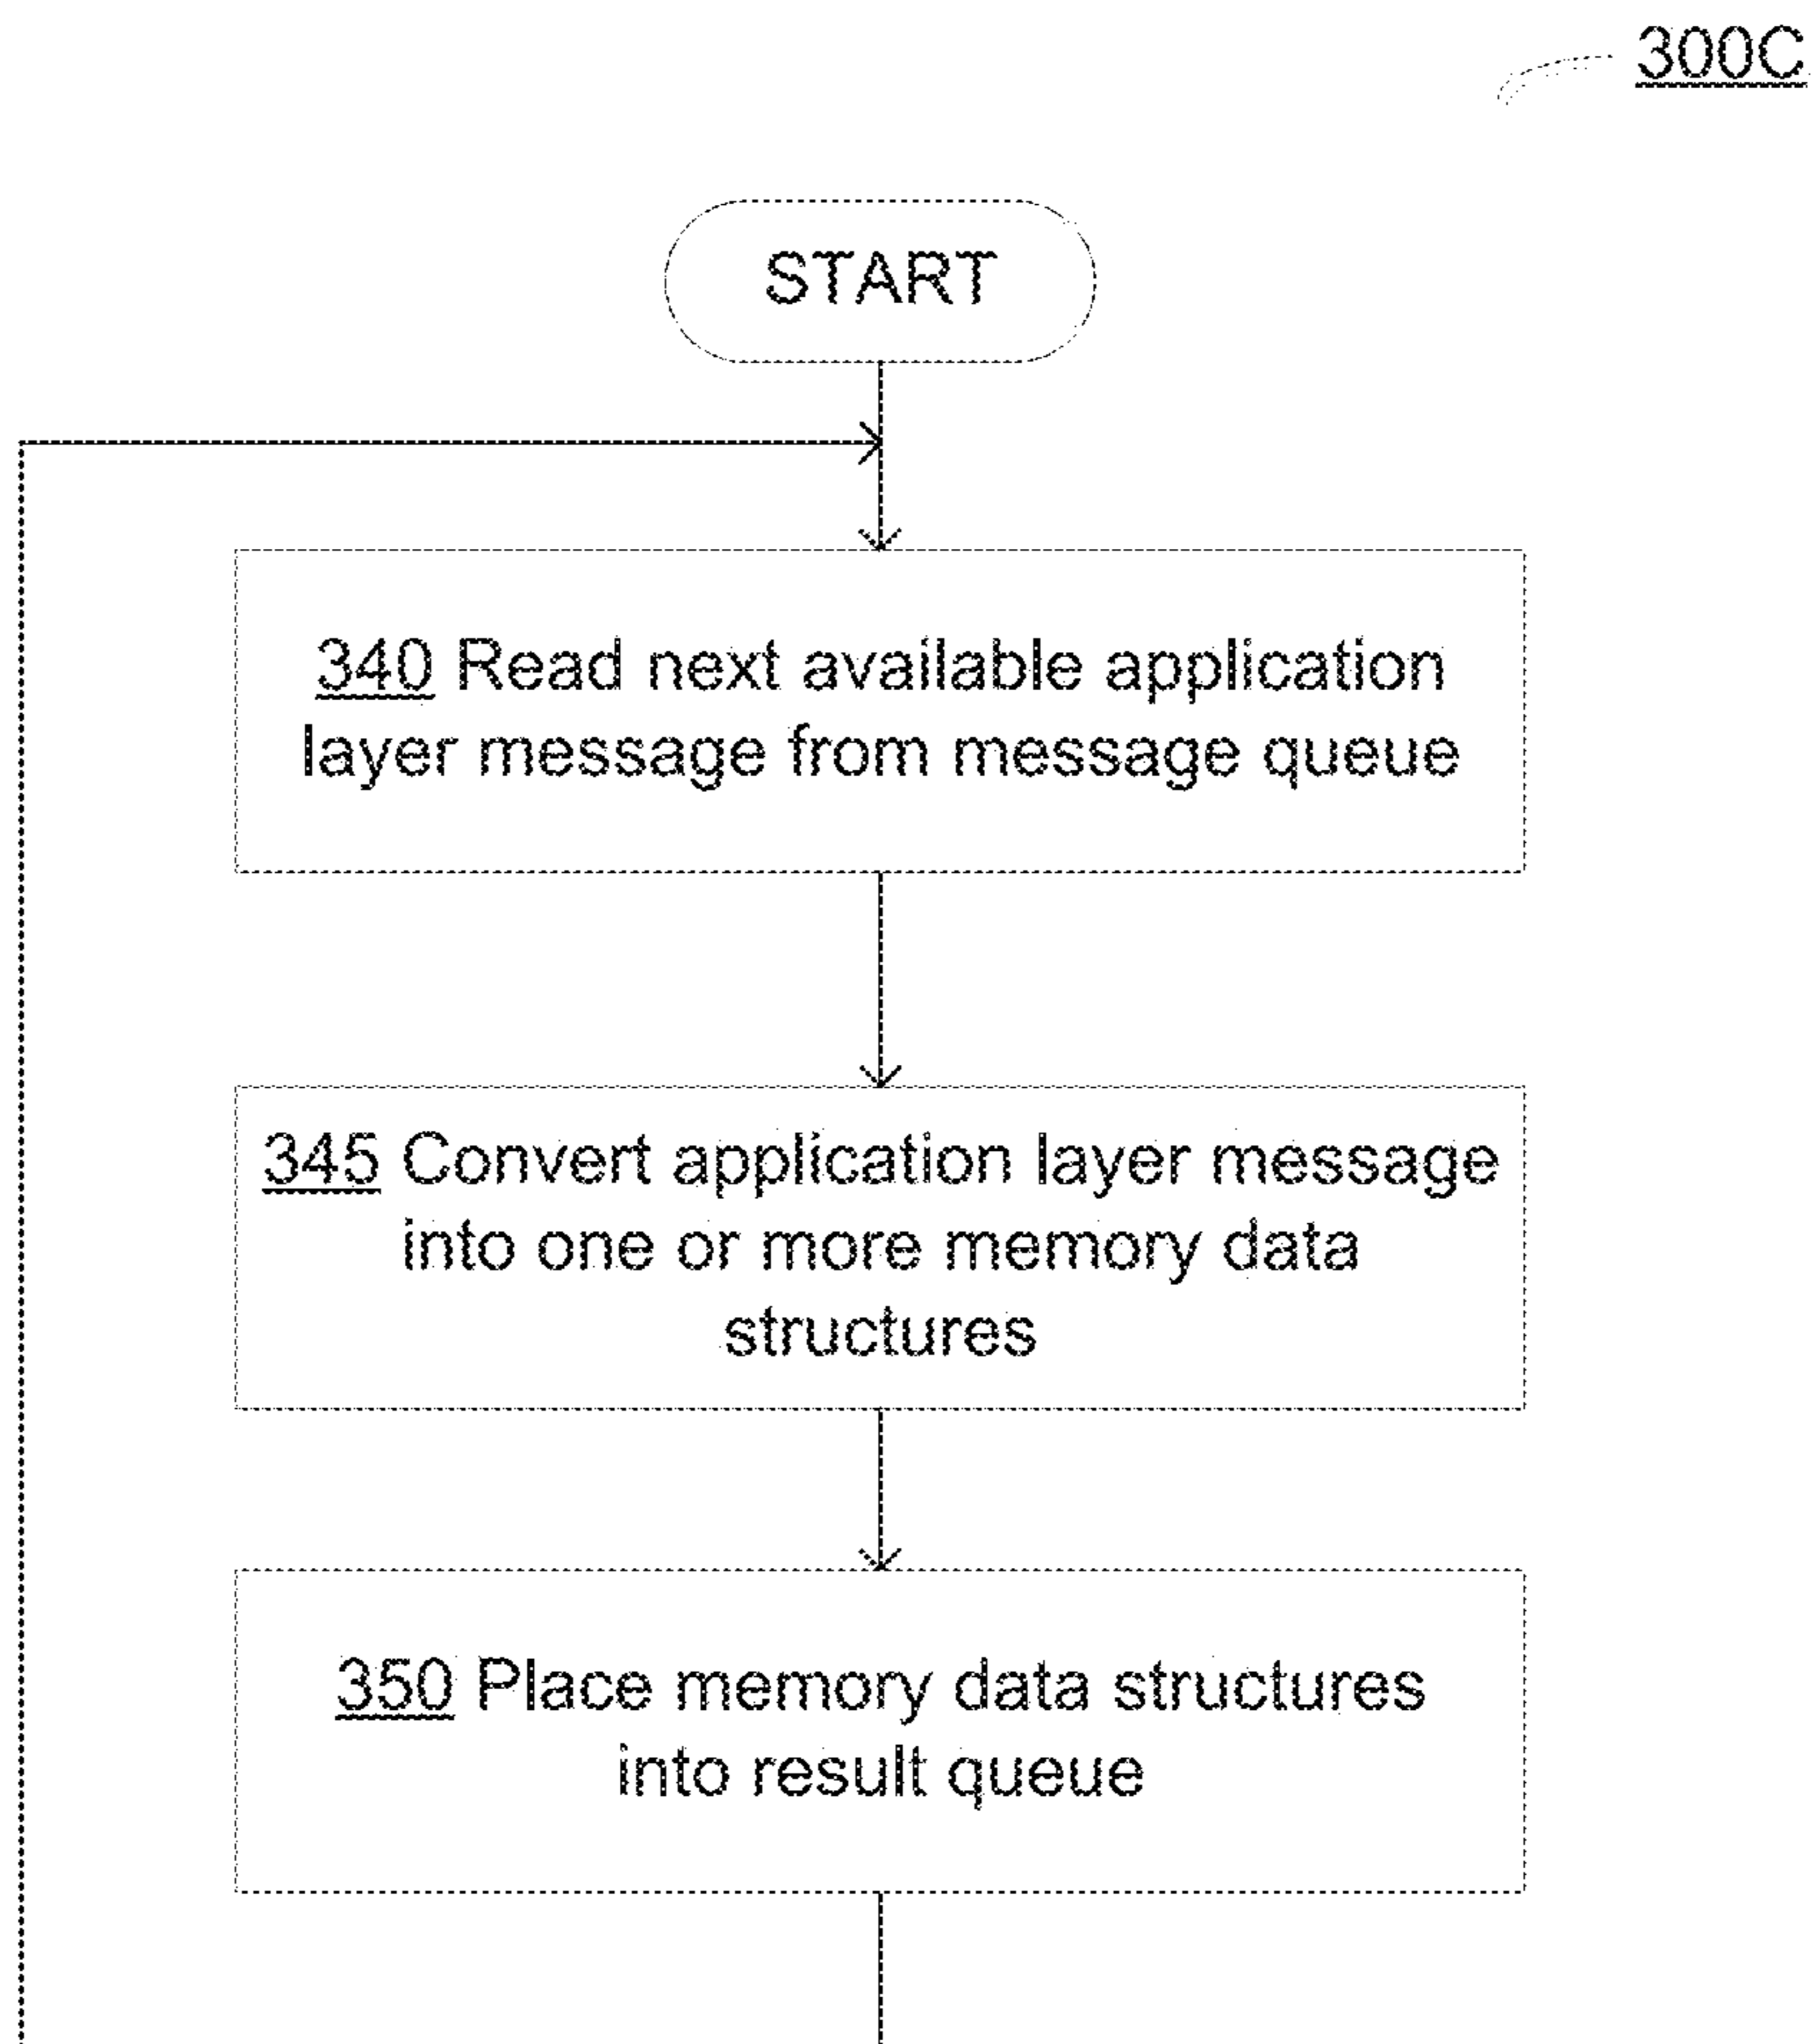 300C
START
340 Read next available application
layer message from message queue
345 Convert application layer message
into one or more memory data
structures
350 Place memory data structures
into result queue